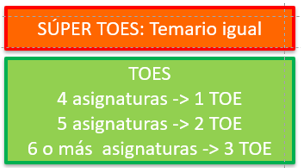 SÚPER TOES: Temario igual
TOES
4 asignaturas -> 1 TOE
5 asignaturas -> 2 TOE
6 o más  asignaturas -> 3 TOE